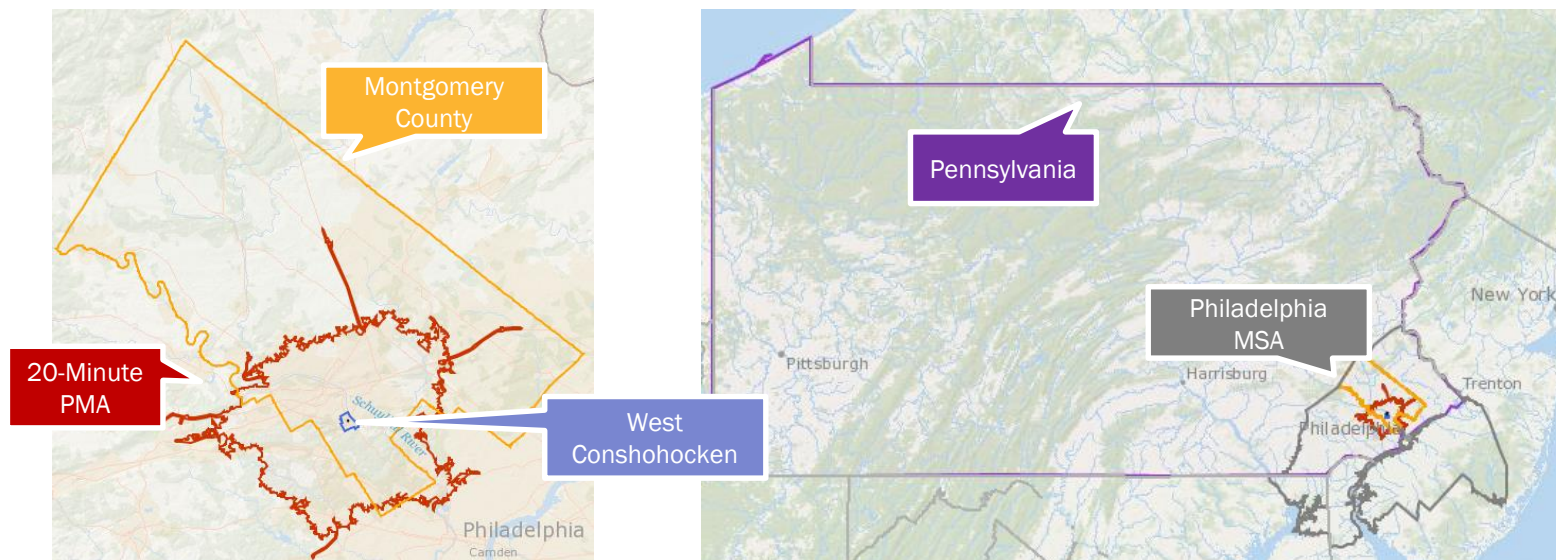 Montgomery
County
20-Minute
PMA
Schuylkill River
West
Conshohocken
Philadelphia
Camden
Pennsylvania
New York
Philadelphia
MSA
Pittsburgh
Harrisburg
Trenton
Philadelphia